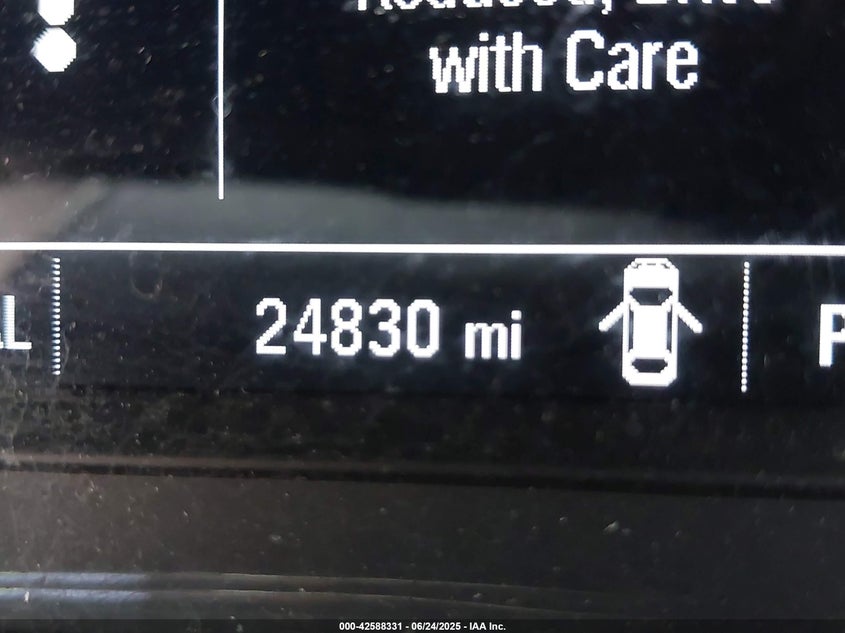 with Care
24830 mi
000-42588331 - 06/24/2025 - IAA Inc.